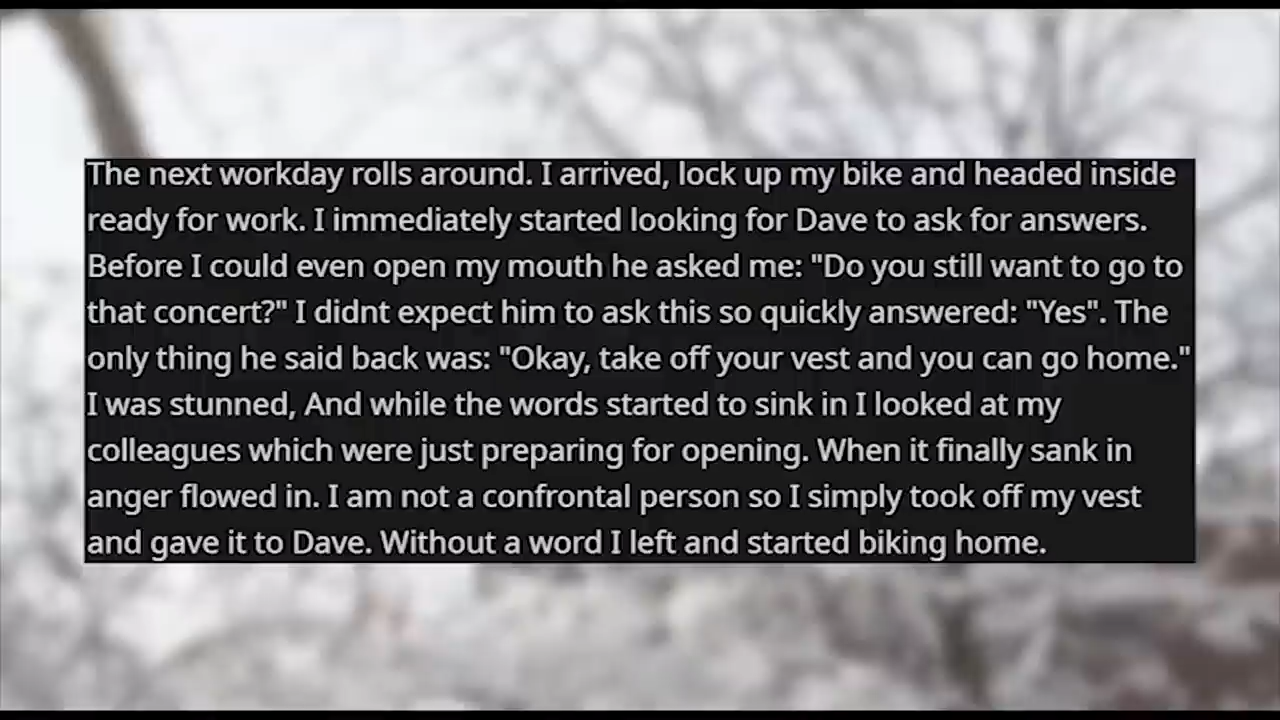 The next workday rolls around. I arrived, lock up my bike and headed inside
ready for work. I immediately started looking for Dave to ask for answers.
Before I could even open my mouth he asked me: "Do you still want to go to
that concert?" I didnt expect him to ask this so quickly answered: "Yes". The
only thing he said back was: "Okay, take off your vest and you can go home."
I was stunned, And while the words started to sink in I looked at my
colleagues which were just preparing for opening. When it finally sank in
anger flowed in. I am not a confrontal person so I simply took off my vest
and gave it to Dave. Without a word I left and started biking home.